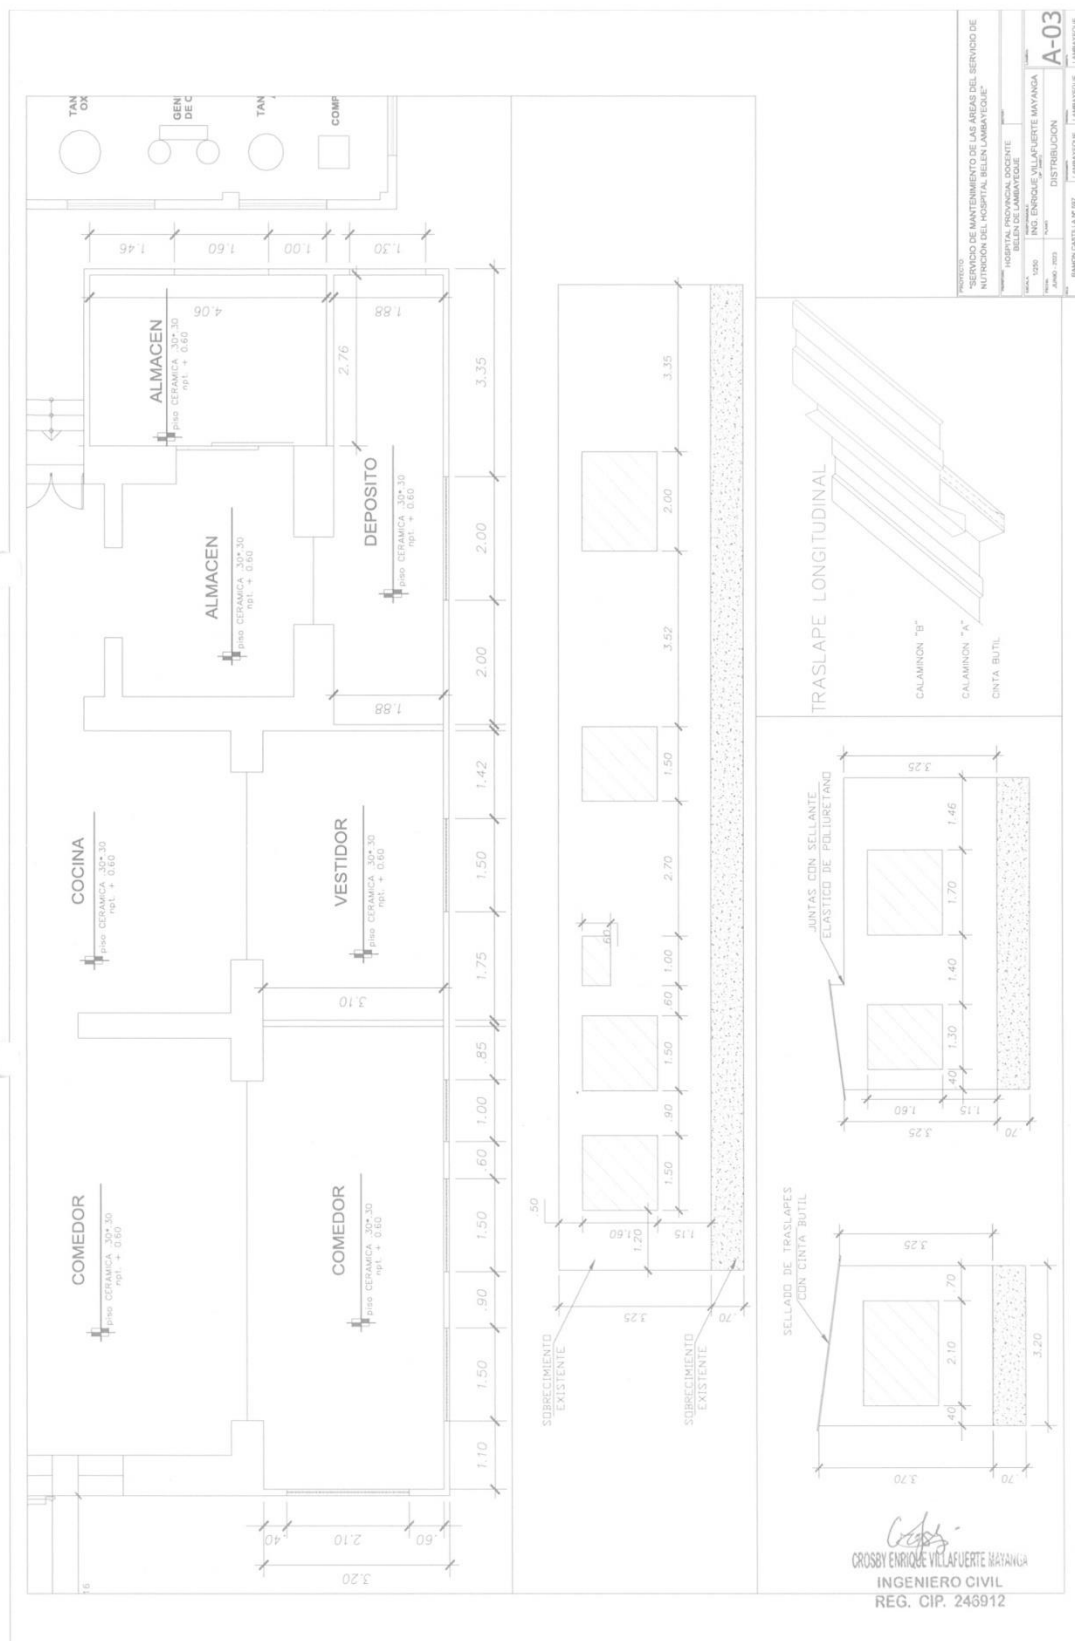 PROYECTO:
"SERVICIO DE MANTENIMIENTO DE LAS ÁREAS DEL SERVICIO DE
NUTRICIÓN DEL HOSPITAL BELEN LAMBAYEQUE"
HOSPITAL PROVINCIAL DOCENTE
BELEN DE LAMBAYEQUE
1/250
ING. ENRIQUE VILLAFUERTE MAYANGA
JUNIO - 2023
DISTRIBUCION
A-03
TAN
OX
GEN
DE C
TAN
COMP
1.46
1.60
1.00
1.30
4.06
1.88
2.76
ALMACEN
piso CERAMICA .30*.30
npt. + 0.60
ALMACEN
piso CERAMICA .30*.30
npt. + 0.60
DEPOSITO
piso CERAMICA .30*.30
npt. + 0.60
1.88
COCINA
piso CERAMICA .30*.30
npt. + 0.60
VESTIDOR
piso CERAMICA .30*.30
npt. + 0.60
3.10
COMEDOR
piso CERAMICA .30*.30
npt. + 0.60
COMEDOR
piso CERAMICA .30*.30
npt. + 0.60
1.10
1.50
.90
1.50
.60
1.00
.85
1.75
1.50
1.42
2.00
2.00
3.35
.40
2.10
.60
3.20
16
.50
1.60
1.15
1.20
3.25
.70
1.50
.90
1.50
.60
1.00
.60
2.70
1.50
3.52
2.00
3.35
SOBRECIMIENTO
EXISTENTE
SOBRECIMIENTO
EXISTENTE
TRASLAPE LONGITUDINAL
CALAMINON "B"
CALAMINON "A"
CINTA BUTIL
JUNTAS CON SELLANTE
ELASTICO DE POLIURETANO
3.25
.40
1.30
1.40
1.70
1.46
1.60
1.15
3.25
.70
SELLADO DE TRASLAPES
CON CINTA BUTIL
3.25
.40
2.10
.70
3.20
3.70
.70
CROSBY ENRIQUE VILLAFUERTE MAYANGA
INGENIERO CIVIL
REG. CIP. 246912